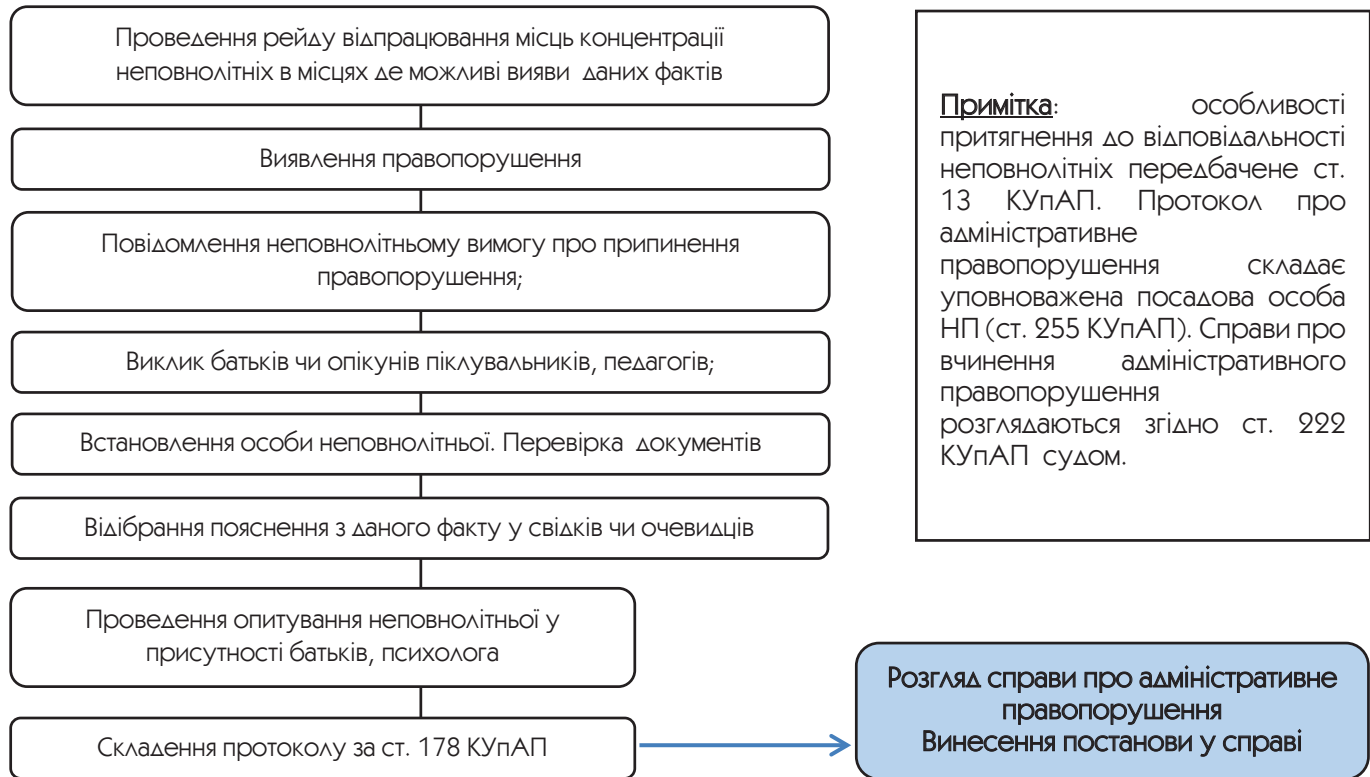 Проведення рейду відпрацювання місць концентрації
неповнолітніх в місцях де можливі вияви даних фактів
Виявлення правопорушення
Повідомлення неповнолітньому вимогу про припинення
правопорушення;
Виклик батьків чи опікунів піклувальників, педагогів;
Встановлення особи неповнолітньої. Перевірка документів
Відібрання пояснення з даного факту у свідків чи очевидців
Проведення опитування неповнолітньої у
присутності батьків, психолога
Складення протоколу за ст. 178 КУпАП
Розгляд справи про адміністративне
правопорушення
Винесення постанови у справі
Примітка: особливості
притягнення до відповідальності
неповнолітніх передбачене ст.
13 КУпАП. Протокол про
адміністративне
правопорушення складає
уповноважена посадова особа
НП (ст. 255 КУпАП). Справи про
вчинення адміністративного
правопорушення
розглядаються згідно ст. 222
КУпАП судом.